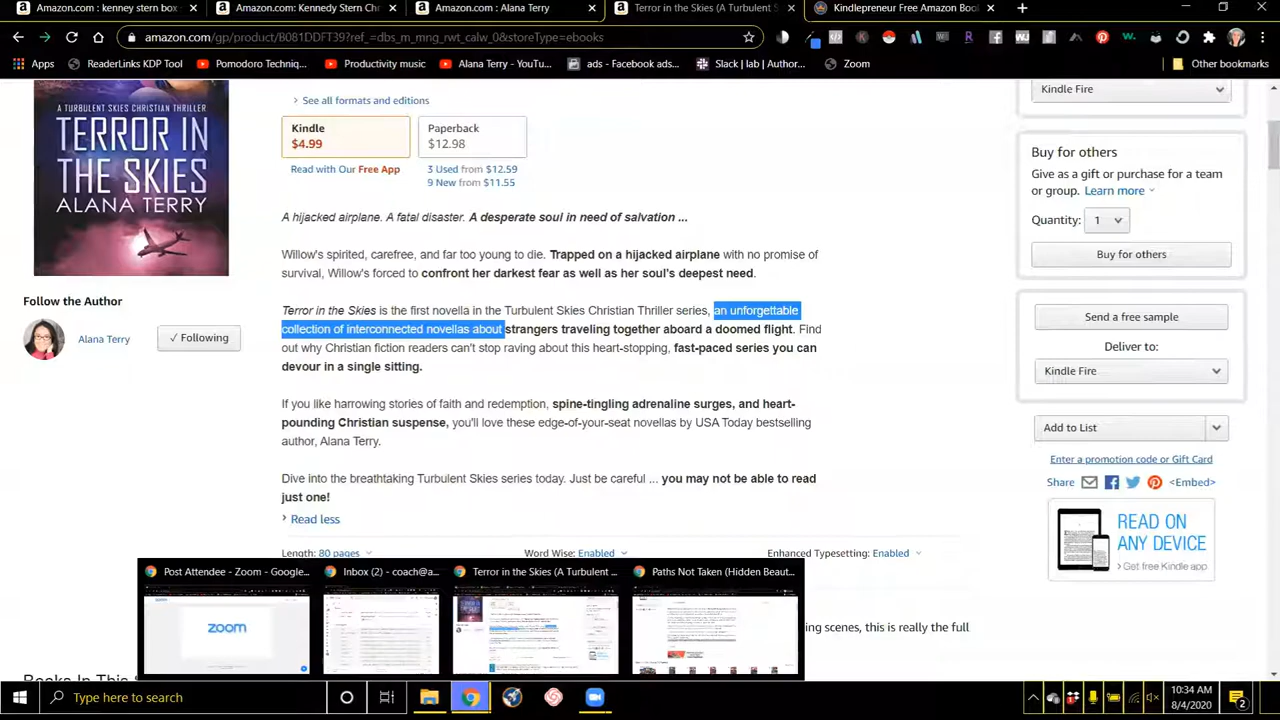 Amazon.com : kenney stern box
Amazon.com: Kennedy Stern Chr
Amazon.com : Alana Terry
Terror in the Skies (A Turbulent S
Kindlepreneur Free Amazon Boo
amazon.com/gp/product/B081DDFT39?ref_=dbs_m_mng_rwt_calw_0&storeType=ebooks
Apps
ReaderLinks KDP Tool
Pomodoro Techniq...
Productivity music
Alana Terry - YouTu...
ads - Facebook ads...
Slack | lab | Author...
Zoom
Other bookmarks
A TURBULENT SKIES CHRISTIAN THRILLER
TERROR IN
THE SKIES
ALANA TERRY
Follow the Author
Alana Terry
✓ Following
See all formats and editions
Kindle
$4.99
Paperback
$12.98
Read with Our Free App
3 Used from $12.59
9 New from $11.55
A hijacked airplane. A fatal disaster. A desperate soul in need of salvation ...
Willow's spirited, carefree, and far too young to die. Trapped on a hijacked airplane with no promise of
survival, Willow's forced to confront her darkest fear as well as her soul's deepest need.
Terror in the Skies is the first novella in the Turbulent Skies Christian Thriller series, an unforgettable
collection of interconnected novellas about strangers traveling together aboard a doomed flight. Find
out why Christian fiction readers can't stop raving about this heart-stopping, fast-paced series you can
devour in a single sitting.
If you like harrowing stories of faith and redemption, spine-tingling adrenaline surges, and heart-
pounding Christian suspense, you'll love these edge-of-your-seat novellas by USA Today bestselling
author, Alana Terry.
Dive into the breathtaking Turbulent Skies series today. Just be careful ... you may not be able to read
just one!
Read less
Length: 80 pages
Word Wise: Enabled
Enhanced Typesetting: Enabled
Kindle Fire
Buy for others
Give as a gift or purchase for a team
or group. Learn more
Quantity: 1
Buy for others
Send a free sample
Deliver to:
Kindle Fire
Add to List
Enter a promotion code or Gift Card
Share
<Embed>
READ ON
ANY DEVICE
Get free Kindle app
Post Attendee - Zoom - Google...
Inbox (2) - coach@a...
Terror in the Skies (A Turbulent ...
Paths Not Taken (Hidden Beaut...
zoom
ing scenes, this is really the
Type here to search
10:34 AM
8/4/2020
2